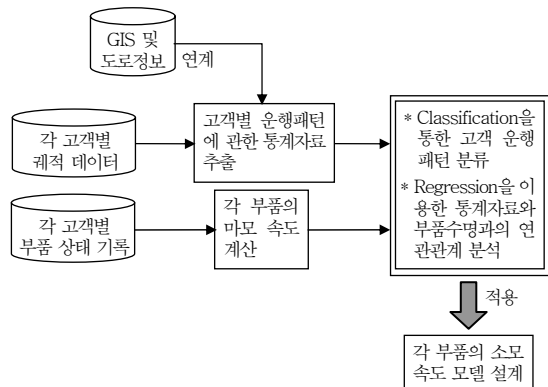 GIS 및
도로정보
연계
각 고객별
궤적 데이터
고객별 운행패턴
에 관한 통계자료
추출
* Classification을
통한 고객 운행
패턴 분류
* Regression을 이
용한 통계자료와
부품수명과의 연
관관계 분석
각 고객별
부품 상태 기록
각 부품의
마모 속도
계산
적용
각 부품의 소모
속도 모델 설계